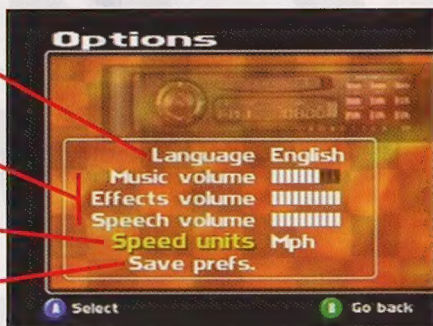 Options
Language English
Music volume
Effects volume
Speech volume
Speed units Mph
Save prefs.
A Select B Go back